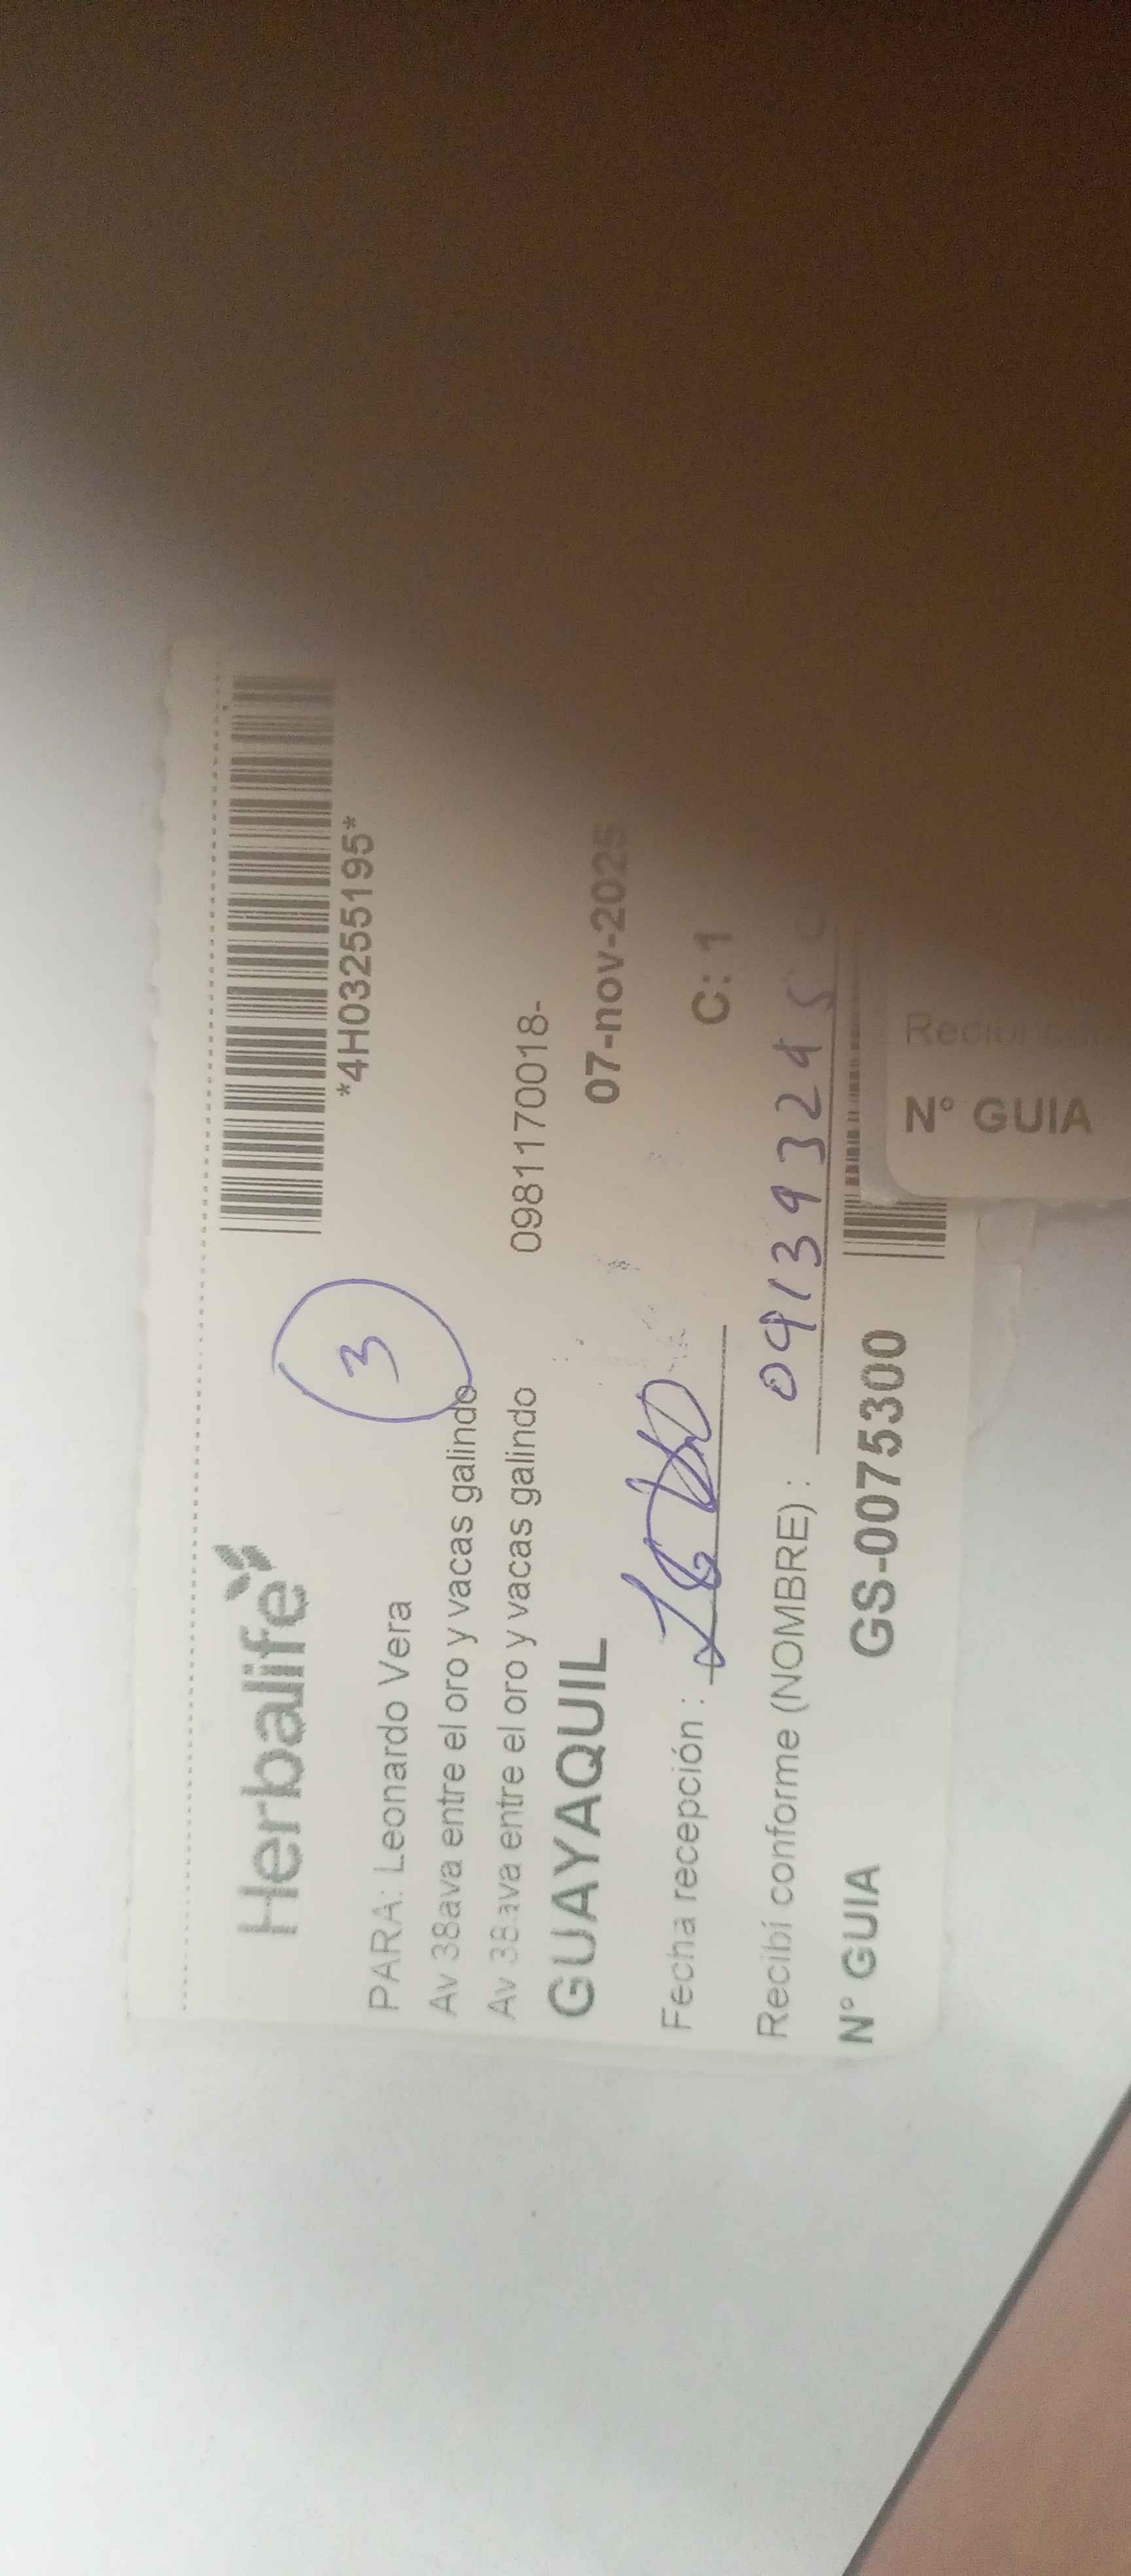 Herbalife
*4H03255195*
3
PARA: Leonardo Vera
Av 38ava entre el oro y vacas galindo
Av 38ava entre el oro y vacas galindo
0981170018-
GUAYAQUIL
07-nov-2025
Fecha recepción :
C: 1
Recibí conforme (NOMBRE) :
N° GUIA GS-0075300
N° GUIA